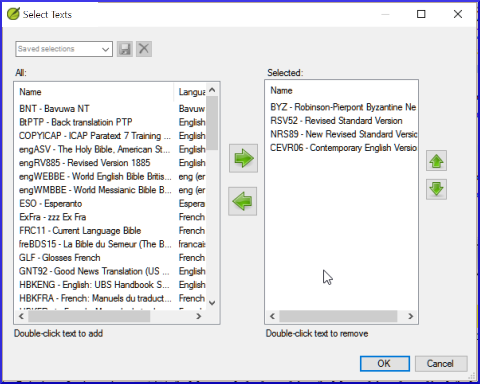 Select Texts
Saved selections
All:
Name Langua
BNT - Bavuwa NT Bavuw
BtPTP - Back translatioin PTP English
COPYICAP - ICAP Paratext 7 Training ... English
engASV - The Holy Bible, American St... English
engRV885 - Revised Version 1885 English
engWEBBE - World English Bible Britis... eng (en
engWMBBE - World Messianic Bible B... eng (en
ESO - Esperanto Espera
ExFra - zzz Ex Fra French
FRC11 - Current Language Bible French
freBDS15 - La Bible du Semeur (The B... francais
GLF - Glosses French French
GNT92 - Good News Translation (US ... English
HBKENG - English: UBS Handbook S... English
HBKFRA - French: Manuels du traduct... French
Double-click text to add
Selected:
Name
BYZ - Robinson-Pierpont Byzantine Ne
RSV52 - Revised Standard Version
NRS89 - New Revised Standard Versic
CEVR06 - Contemporary English Versio
Double-click text to remove
OK
Cancel